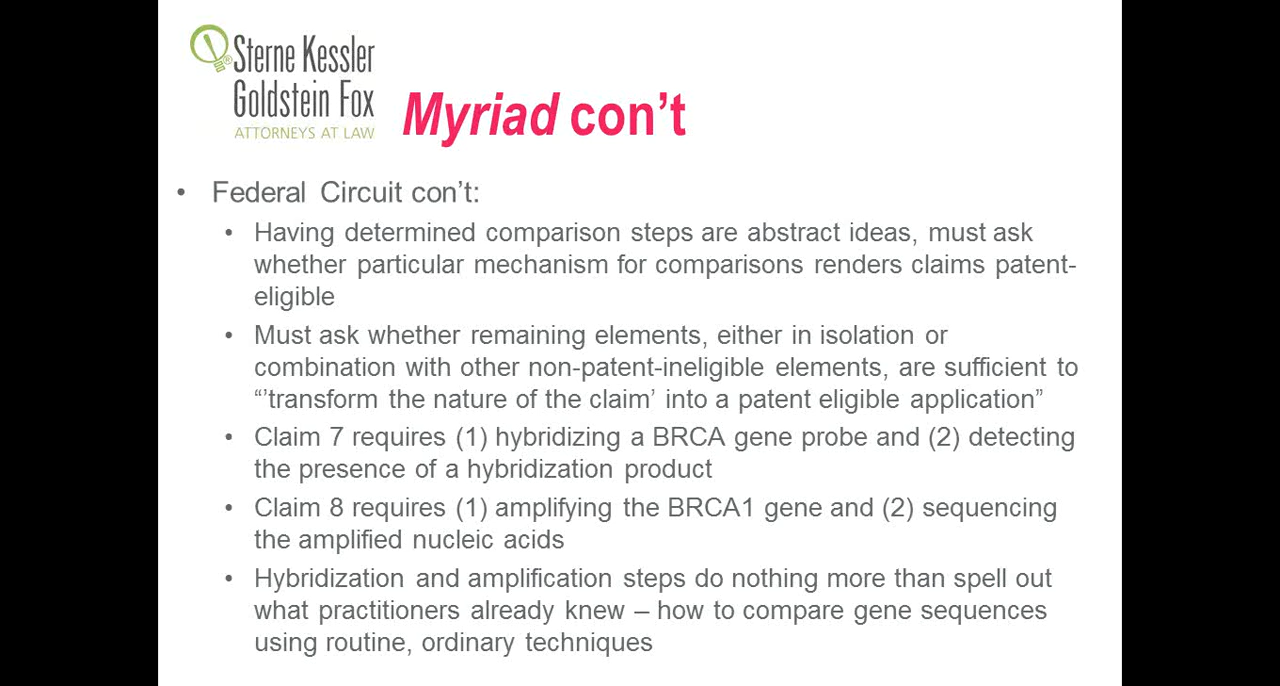 Sterne Kessler
Goldstein Fox
ATTORNEYS AT LAW
Myriad con’t
• Federal Circuit con’t:
• Having determined comparison steps are abstract ideas, must ask
whether particular mechanism for comparisons renders claims patent-
eligible
• Must ask whether remaining elements, either in isolation or
combination with other non-patent-ineligible elements, are sufficient to
“’transform the nature of the claim’ into a patent eligible application”
• Claim 7 requires (1) hybridizing a BRCA gene probe and (2) detecting
the presence of a hybridization product
• Claim 8 requires (1) amplifying the BRCA1 gene and (2) sequencing
the amplified nucleic acids
• Hybridization and amplification steps do nothing more than spell out
what practitioners already knew – how to compare gene sequences
using routine, ordinary techniques